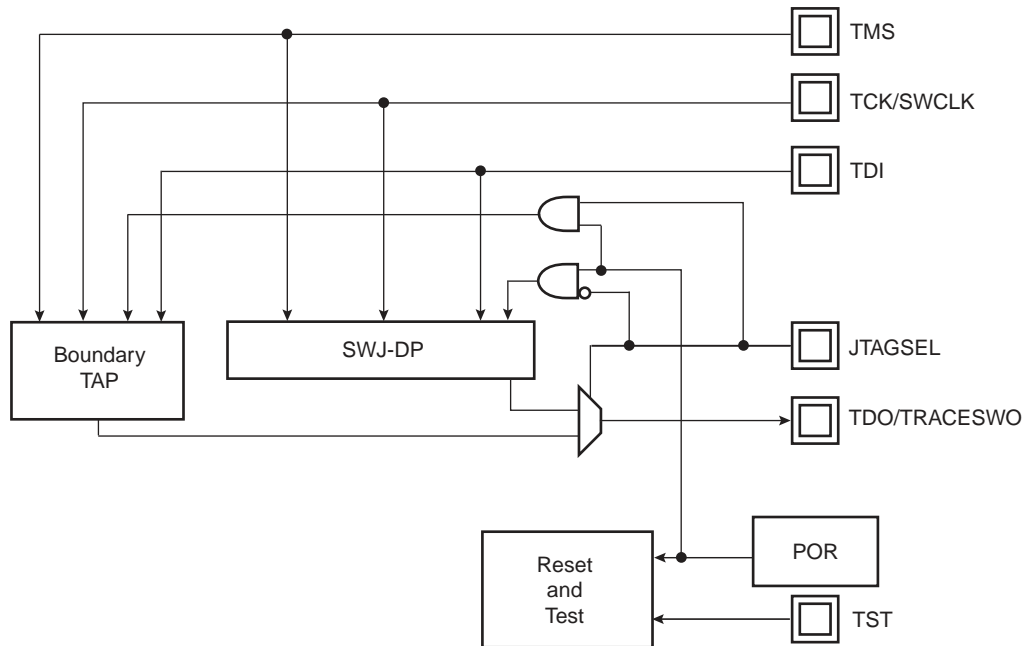 TMS
TCK/SWCLK
TDI
Boundary
TAP
SWJ-DP
JTAGSEL
TDO/TRACESWO
Reset
and
Test
POR
TST